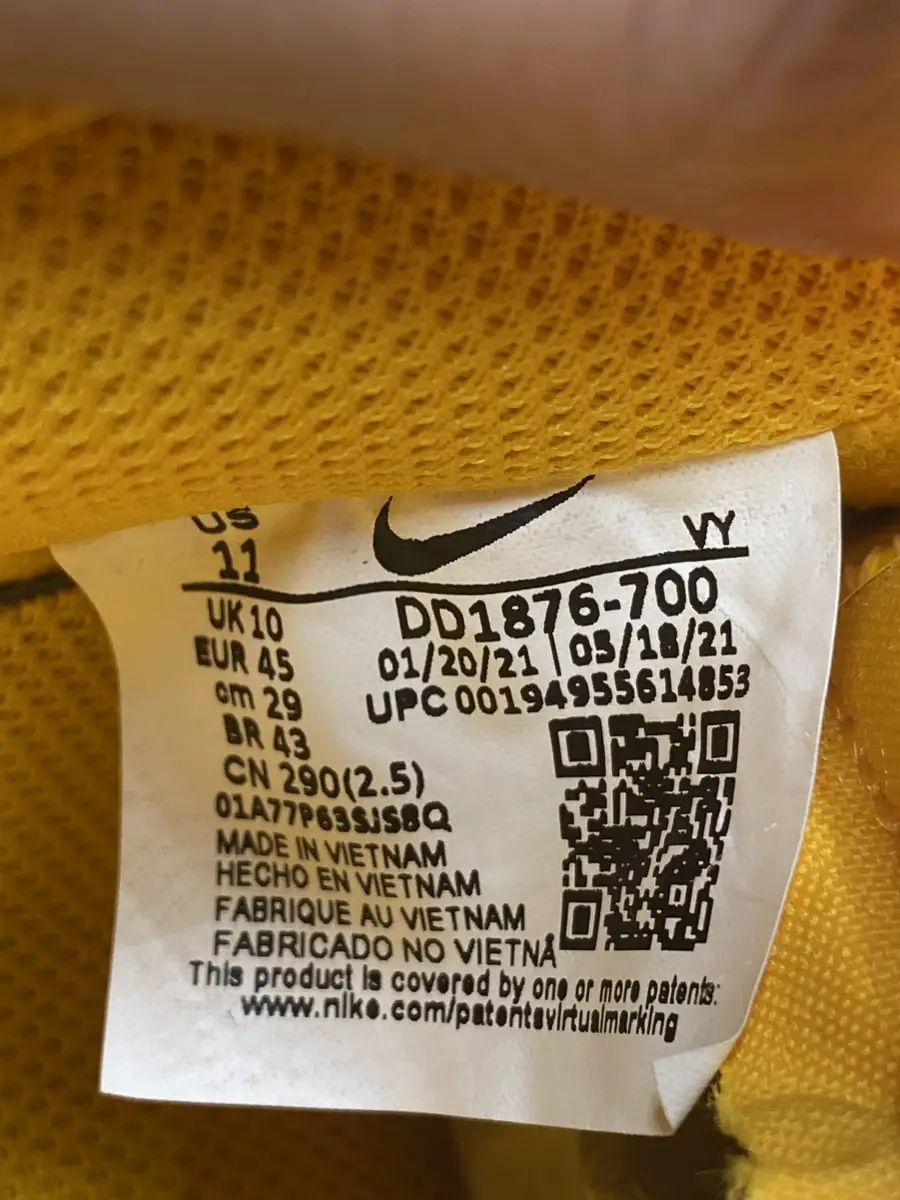 US
11
VY
UK 10
DD1876-700
EUR 45
01/20/21 | 05/18/21
cm 29
UPC 00194955614853
BR 43
CN 290(2.5)
01A77P63SJS8Q
MADE IN VIETNAM
HECHO EN VIETNAM
FABRIQUE AU VIETNAM
FABRICADO NO VIETNÃ
This product is covered by one or more patents:
www.nike.com/patentsvirtualmarking